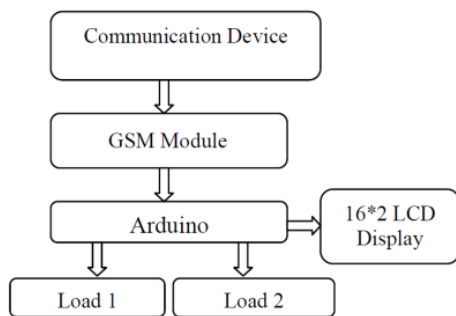 Communication Device
GSM Module
Arduino
16*2 LCD
Display
Load 1
Load 2